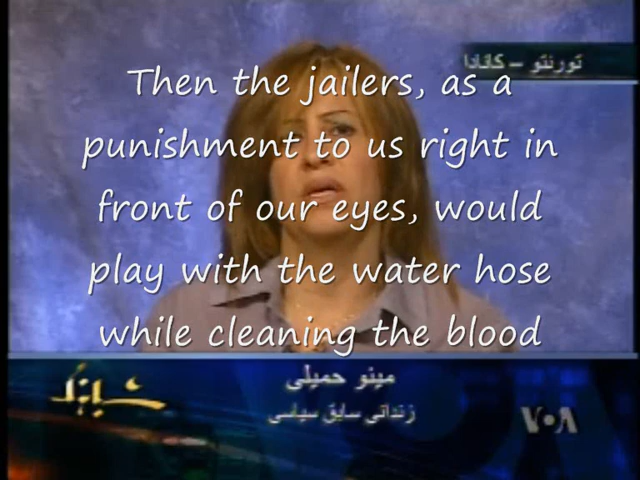 تورنتو – کانادا
Then the jailers, as a
punishment to us right in
front of our eyes, would
play with the water hose
while cleaning the blood
مینو حمیلی
زندانی سابق سیاسی
شباهنگ
VOA